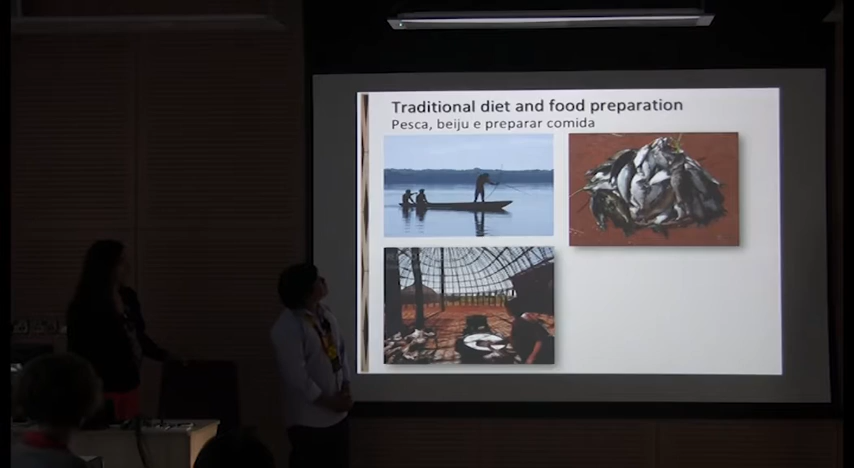 Traditional diet and food preparation
Pesca, beiju e preparar comida